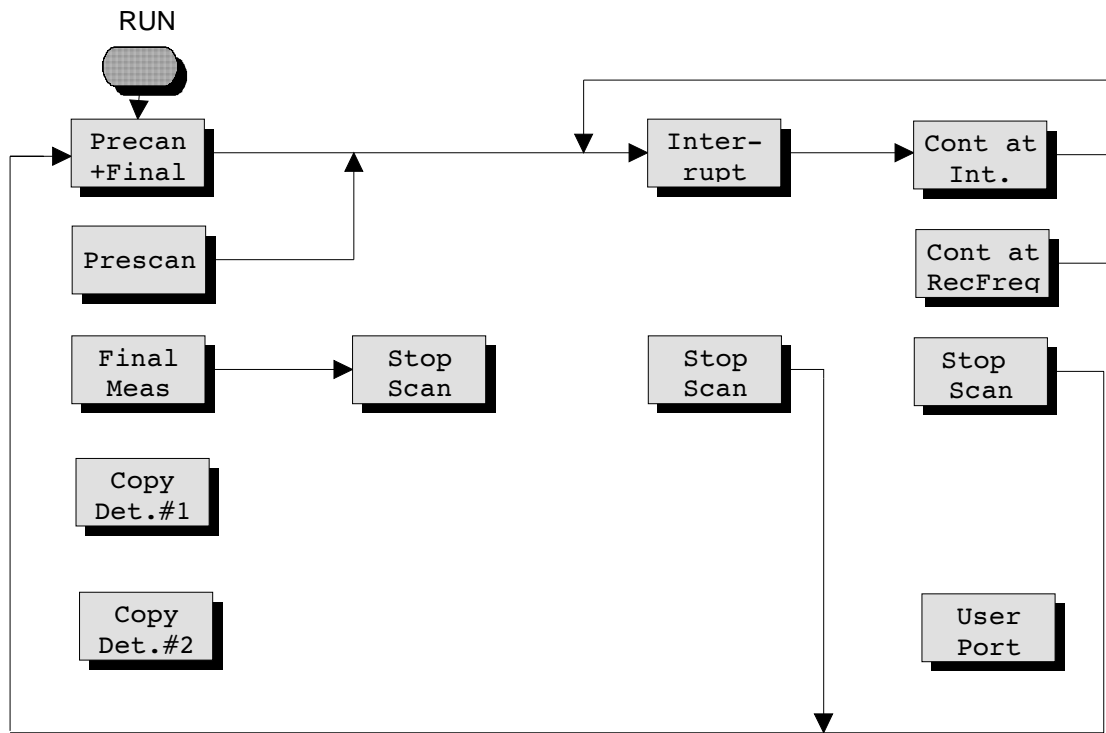 RUN
Precan
+Final
Inter-
rupt
Cont at
Int.
Prescan
Cont at
RecFreq
Final
Meas
Stop
Scan
Stop
Scan
Stop
Scan
Copy
Det.#1
Copy
Det.#2
User
Port